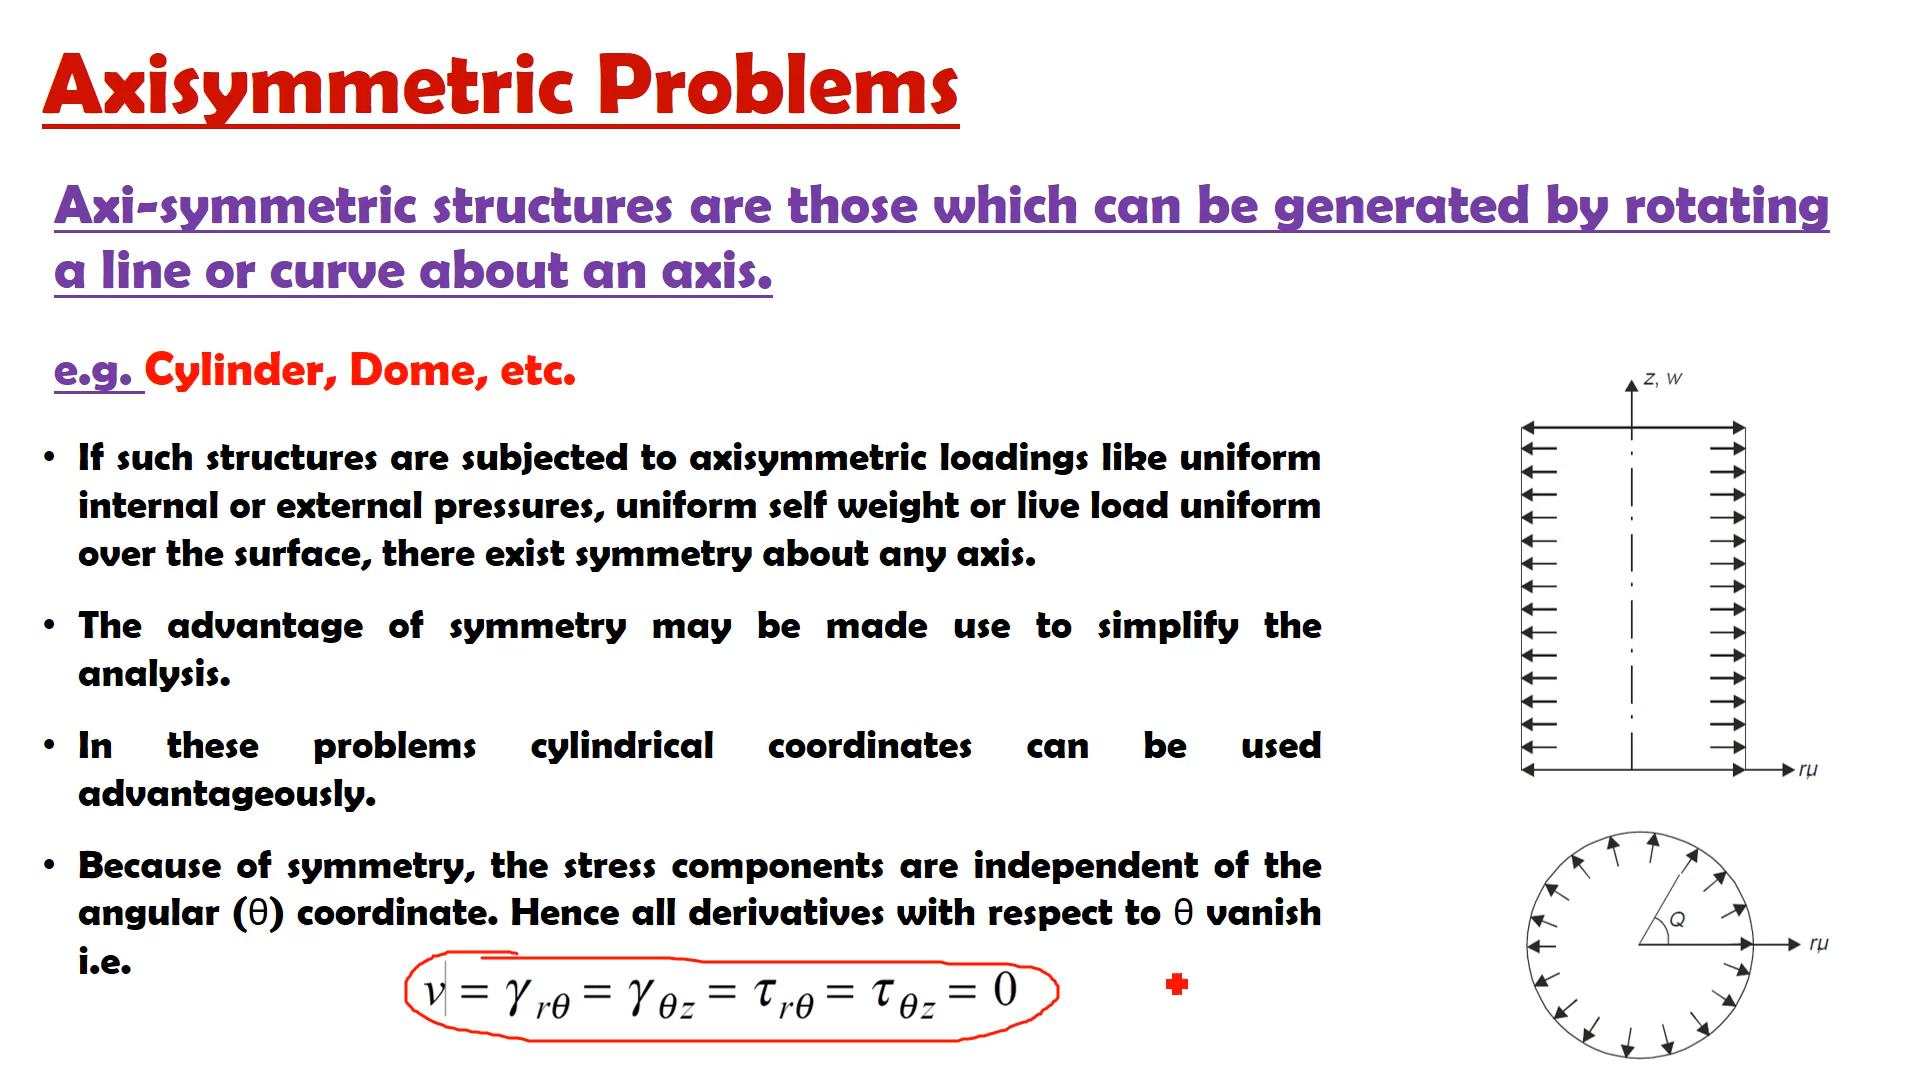 Axisymmetric Problems
Axi-symmetric structures are those which can be generated by rotating
a line or curve about an axis.
e.g. Cylinder, Dome, etc.
• If such structures are subjected to axisymmetric loadings like uniform
internal or external pressures, uniform self weight or live load uniform
over the surface, there exist symmetry about any axis.
• The advantage of symmetry may be made use to simplify the
analysis.
• In these problems cylindrical coordinates can be used
advantageously.
• Because of symmetry, the stress components are independent of the
angular (θ) coordinate. Hence all derivatives with respect to θ vanish
i.e.
v = γ rθ = γ θz = τ rθ = τ θz = 0
z, w
rμ
Q
rμ